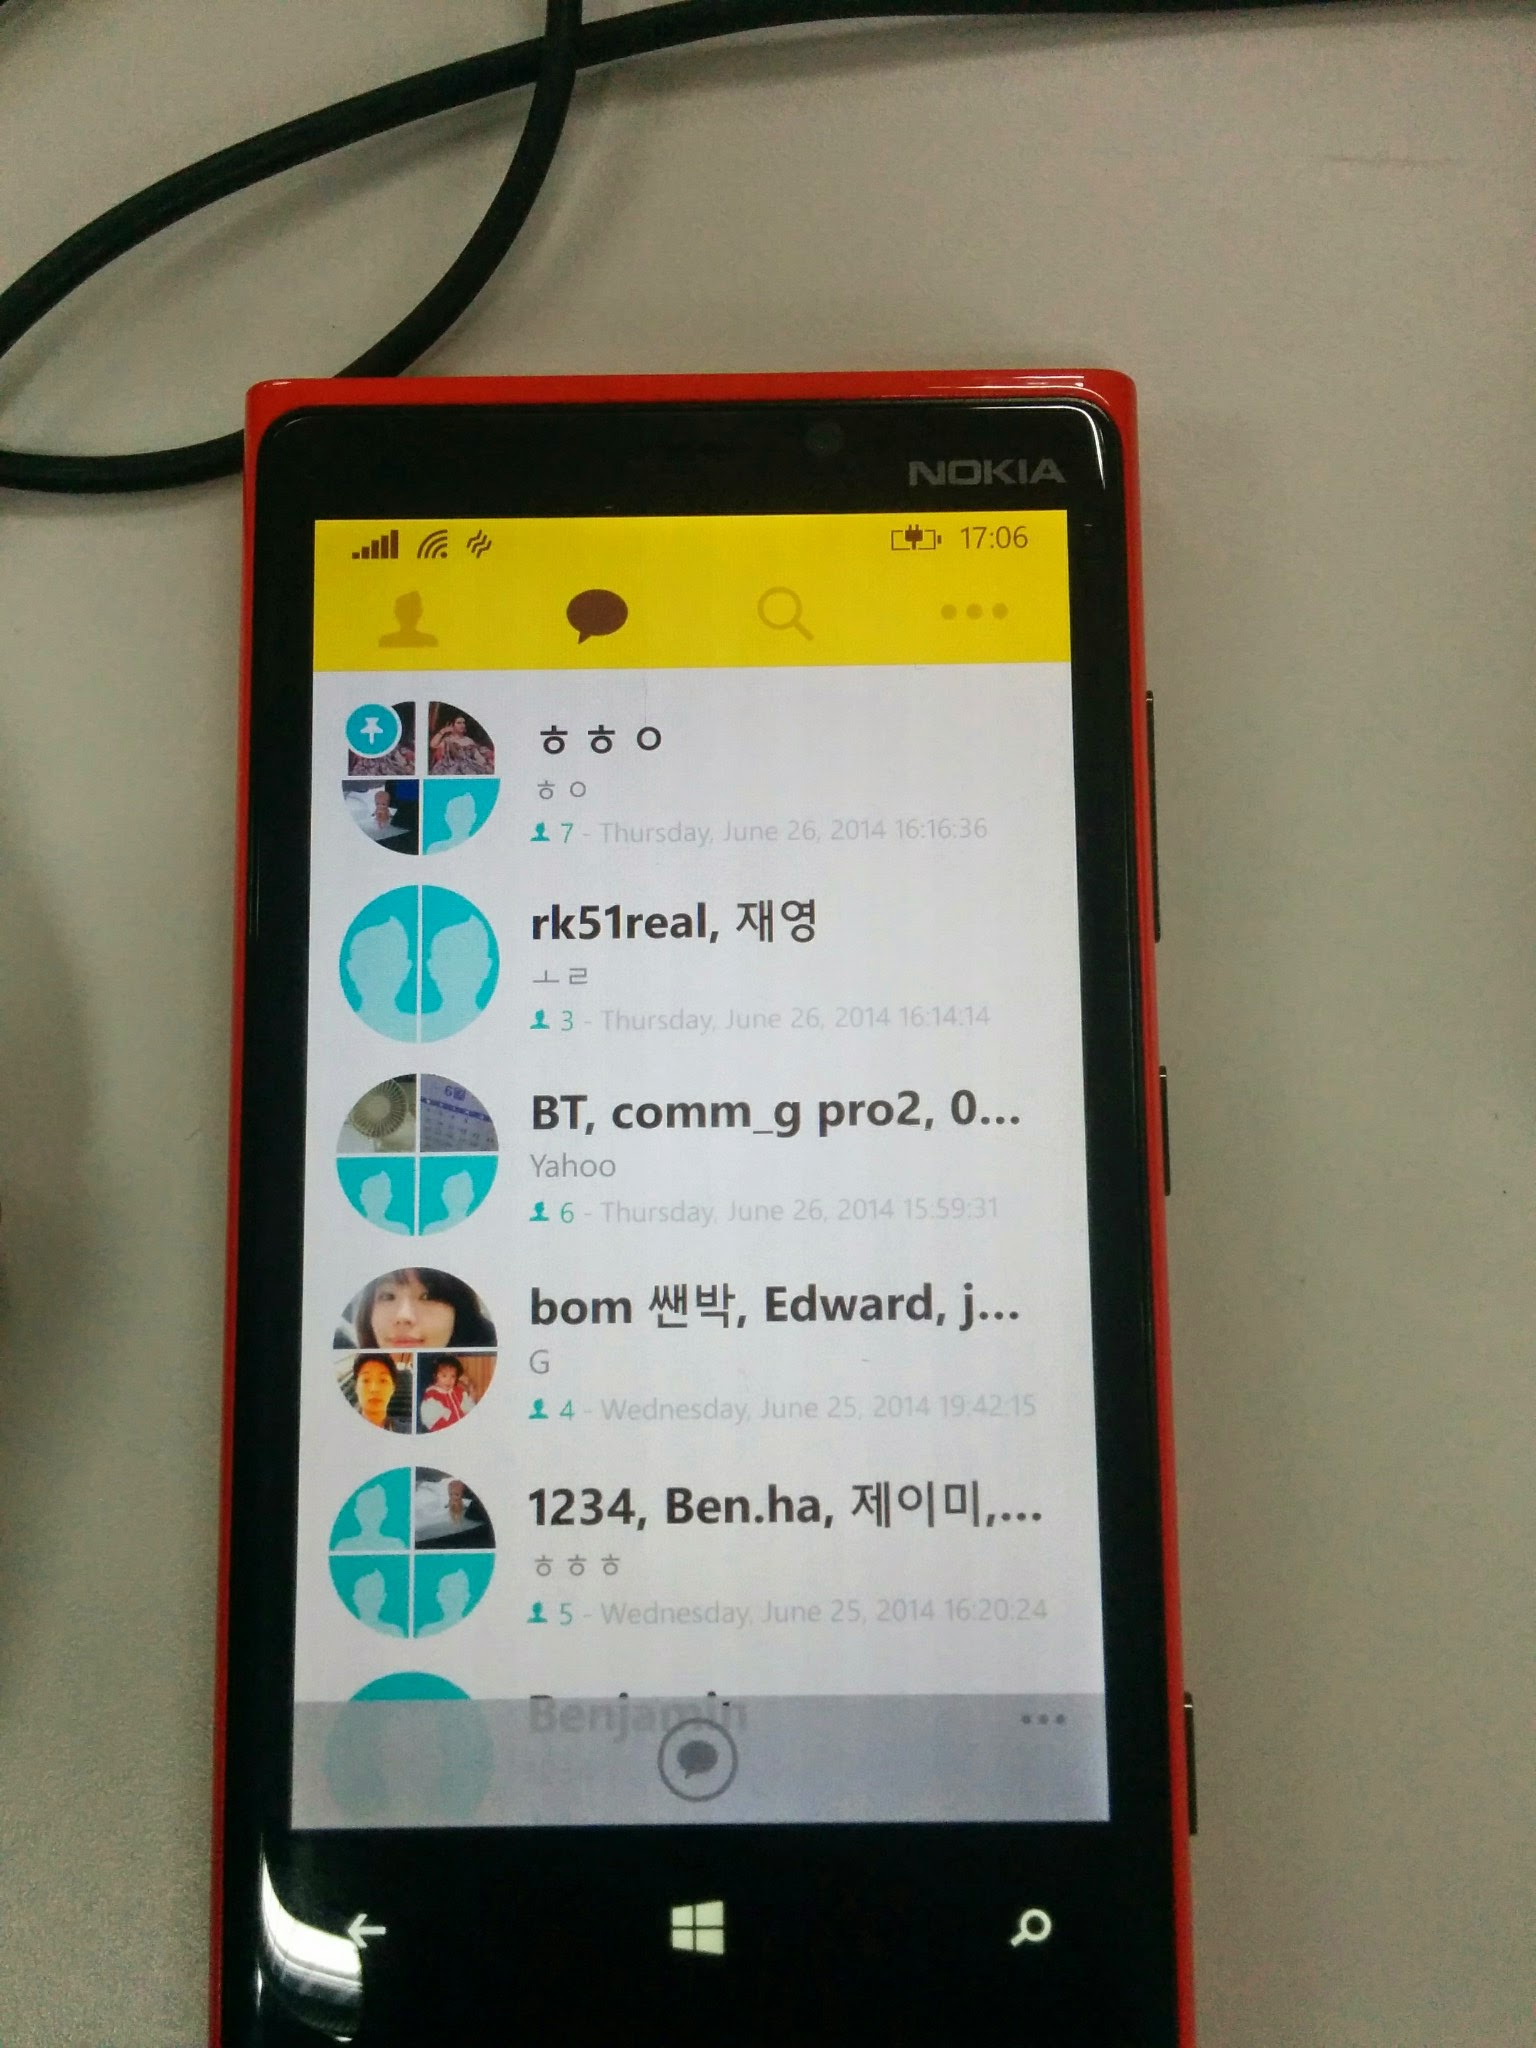 NOKIA
17:06
ㅎㅎㅇ
ㅎㅇ
7 - Thursday, June 26, 2014 16:16:36
rk51real, 재영
ㅗㄹ
3 - Thursday, June 26, 2014 16:14:14
BT, comm_g pro2, 0...
Yahoo
6 - Thursday, June 26, 2014 15:59:31
bom 쌘박, Edward, j...
G
4 - Wednesday, June 25, 2014 19:42:15
1234, Ben.ha, 제이미,...
ㅎㅎㅎ
5 - Wednesday, June 25, 2014 16:20:24
Benjamin